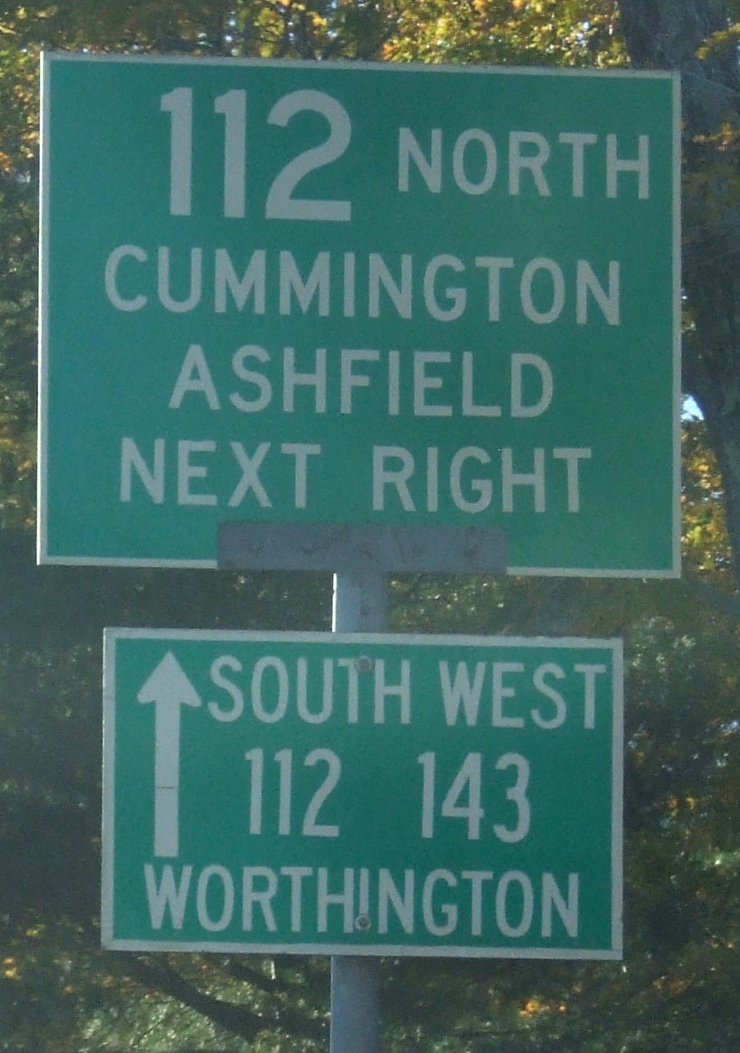 112 NORTH
CUMMINGTON
ASHFIELD
NEXT RIGHT
SOUTH WEST
112 143
WORTHINGTON